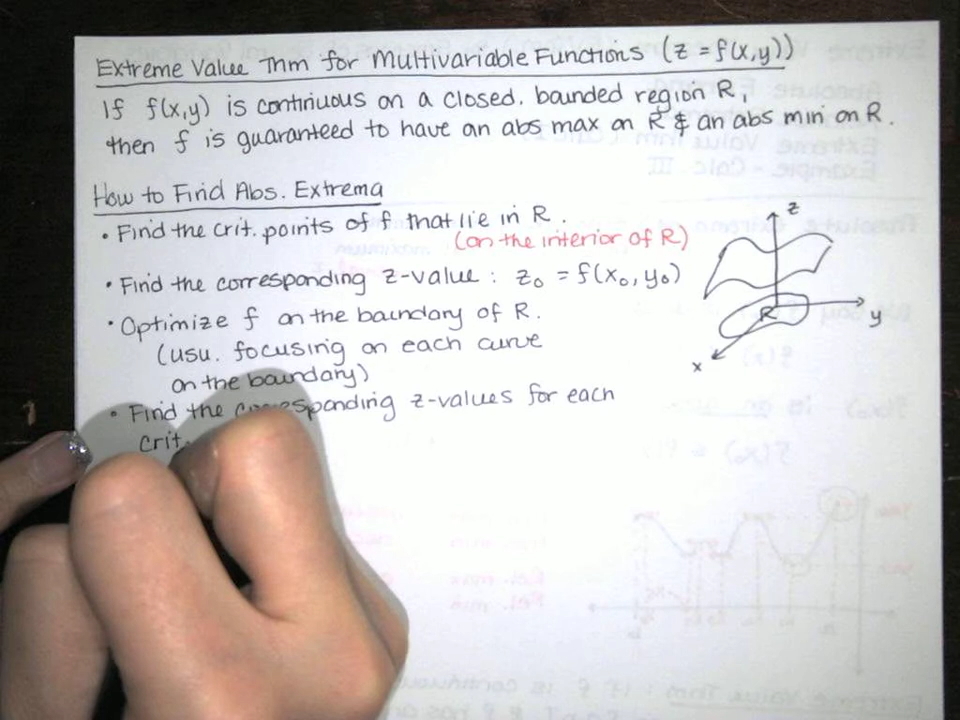 Extreme Value Thm for Multivariable Functions (z = f(x,y))
If f(x,y) is continuous on a closed, bounded region R,
then f is guaranteed to have an abs max on R & an abs min on R.
How to Find Abs. Extrema
• Find the crit. points of f that lie in R.
(on the interior of R)
• Find the corresponding z-value : z₀ = f(x₀, y₀)
• Optimize f on the boundary of R.
(usu. focusing on each curve
on the boundary)
• Find the corresponding z-values for each
crit.
z
R
y
x